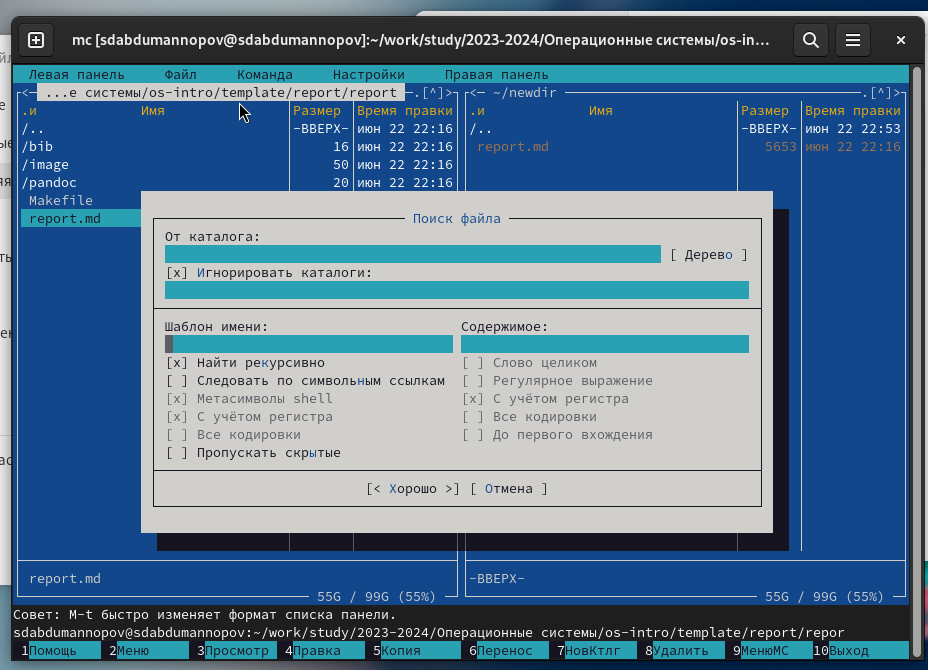 mc [sdabdumannopov@sdabdumannopov]:~/work/study/2023-2024/Операционные системы/os-in...
Левая панель Файл Команда Настройки Правая панель
<— ...е системы/os-intro/template/report/report —.[^]> <— ~/newdir —.[^]>
.и Имя Размер Время правки .и Имя Размер Время правки
/.. -ВВЕРХ- июн 22 22:16 /.. -ВВЕРХ- июн 22 22:53
/bib 16 июн 22 22:16 report.md 5653 июн 22 22:16
/image 50 июн 22 22:16
/pandoc 20 июн 22 22:16
Makefile
report.md
Поиск файла
От каталога:
[ Дерево ]
[x] Игнорировать каталоги:
Шаблон имени: Содержимое:
[x] Найти рекурсивно [ ] Слово целиком
[ ] Следовать по символьным ссылкам [ ] Регулярное выражение
[x] Метасимволы shell [x] С учётом регистра
[x] С учётом регистра [ ] Все кодировки
[ ] Все кодировки [ ] До первого вхождения
[ ] Пропускать скрытые
[< Хорошо >] [ Отмена ]
report.md -ВВЕРХ-
55G / 99G (55%) 55G / 99G (55%)
Совет: M-t быстро изменяет формат списка панели.
sdabdumannopov@sdabdumannopov:~/work/study/2023-2024/Операционные системы/os-intro/template/report/repor
1Помощь 2Меню 3Просмотр 4Правка 5Копия 6Перенос 7НовКтлг 8Удалить 9МенюМС 10Выход